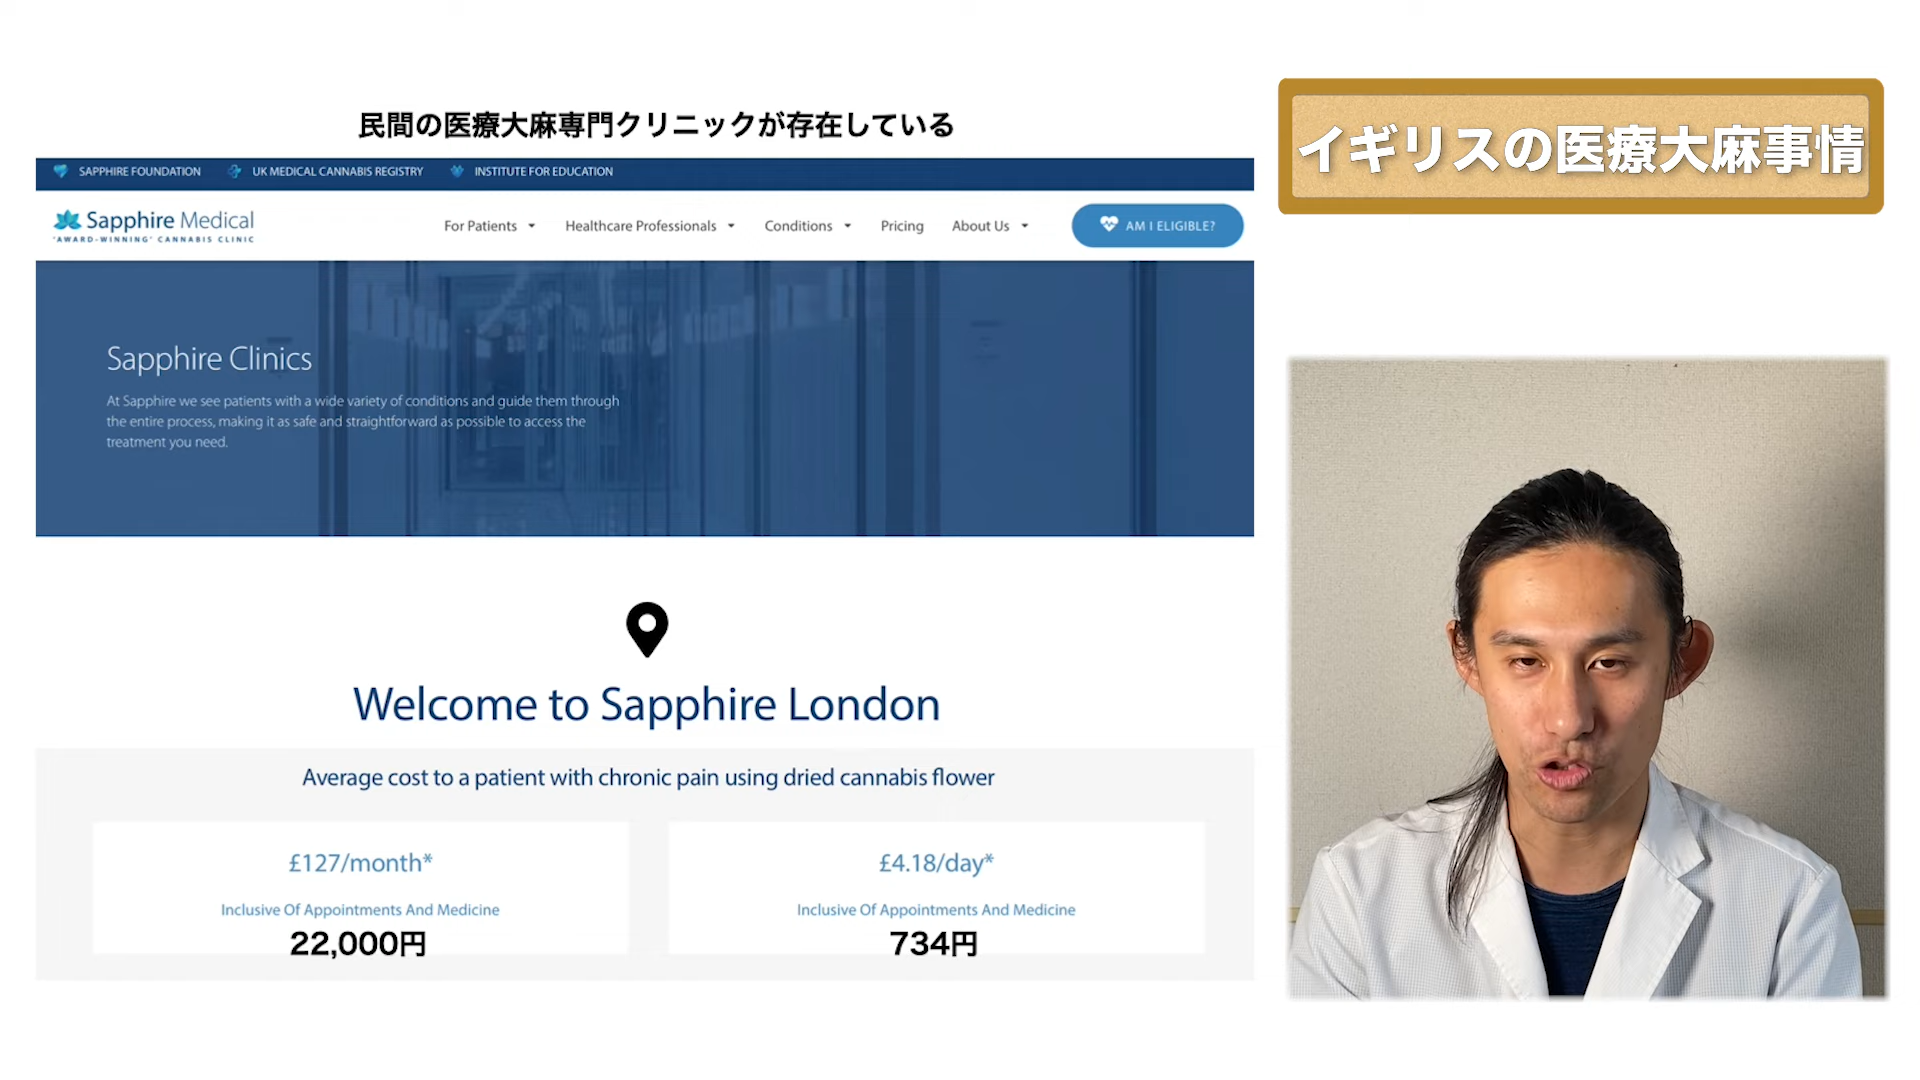 民間の医療大麻専門クリニックが存在している
イギリスの医療大麻事情
SAPPHIRE FOUNDATION
UK MEDICAL CANNABIS REGISTRY
INSTITUTE FOR EDUCATION
Sapphire Medical
'AWARD-WINNING' CANNABIS CLINIC
For Patients
Healthcare Professionals
Conditions
Pricing
About Us
AM I ELIGIBLE?
Sapphire Clinics
At Sapphire we see patients with a wide variety of conditions and guide them through
the entire process, making it as safe and straightforward as possible to access the
treatment you need.
Welcome to Sapphire London
Average cost to a patient with chronic pain using dried cannabis flower
£127/month*
Inclusive Of Appointments And Medicine
22,000円
£4.18/day*
Inclusive Of Appointments And Medicine
734円